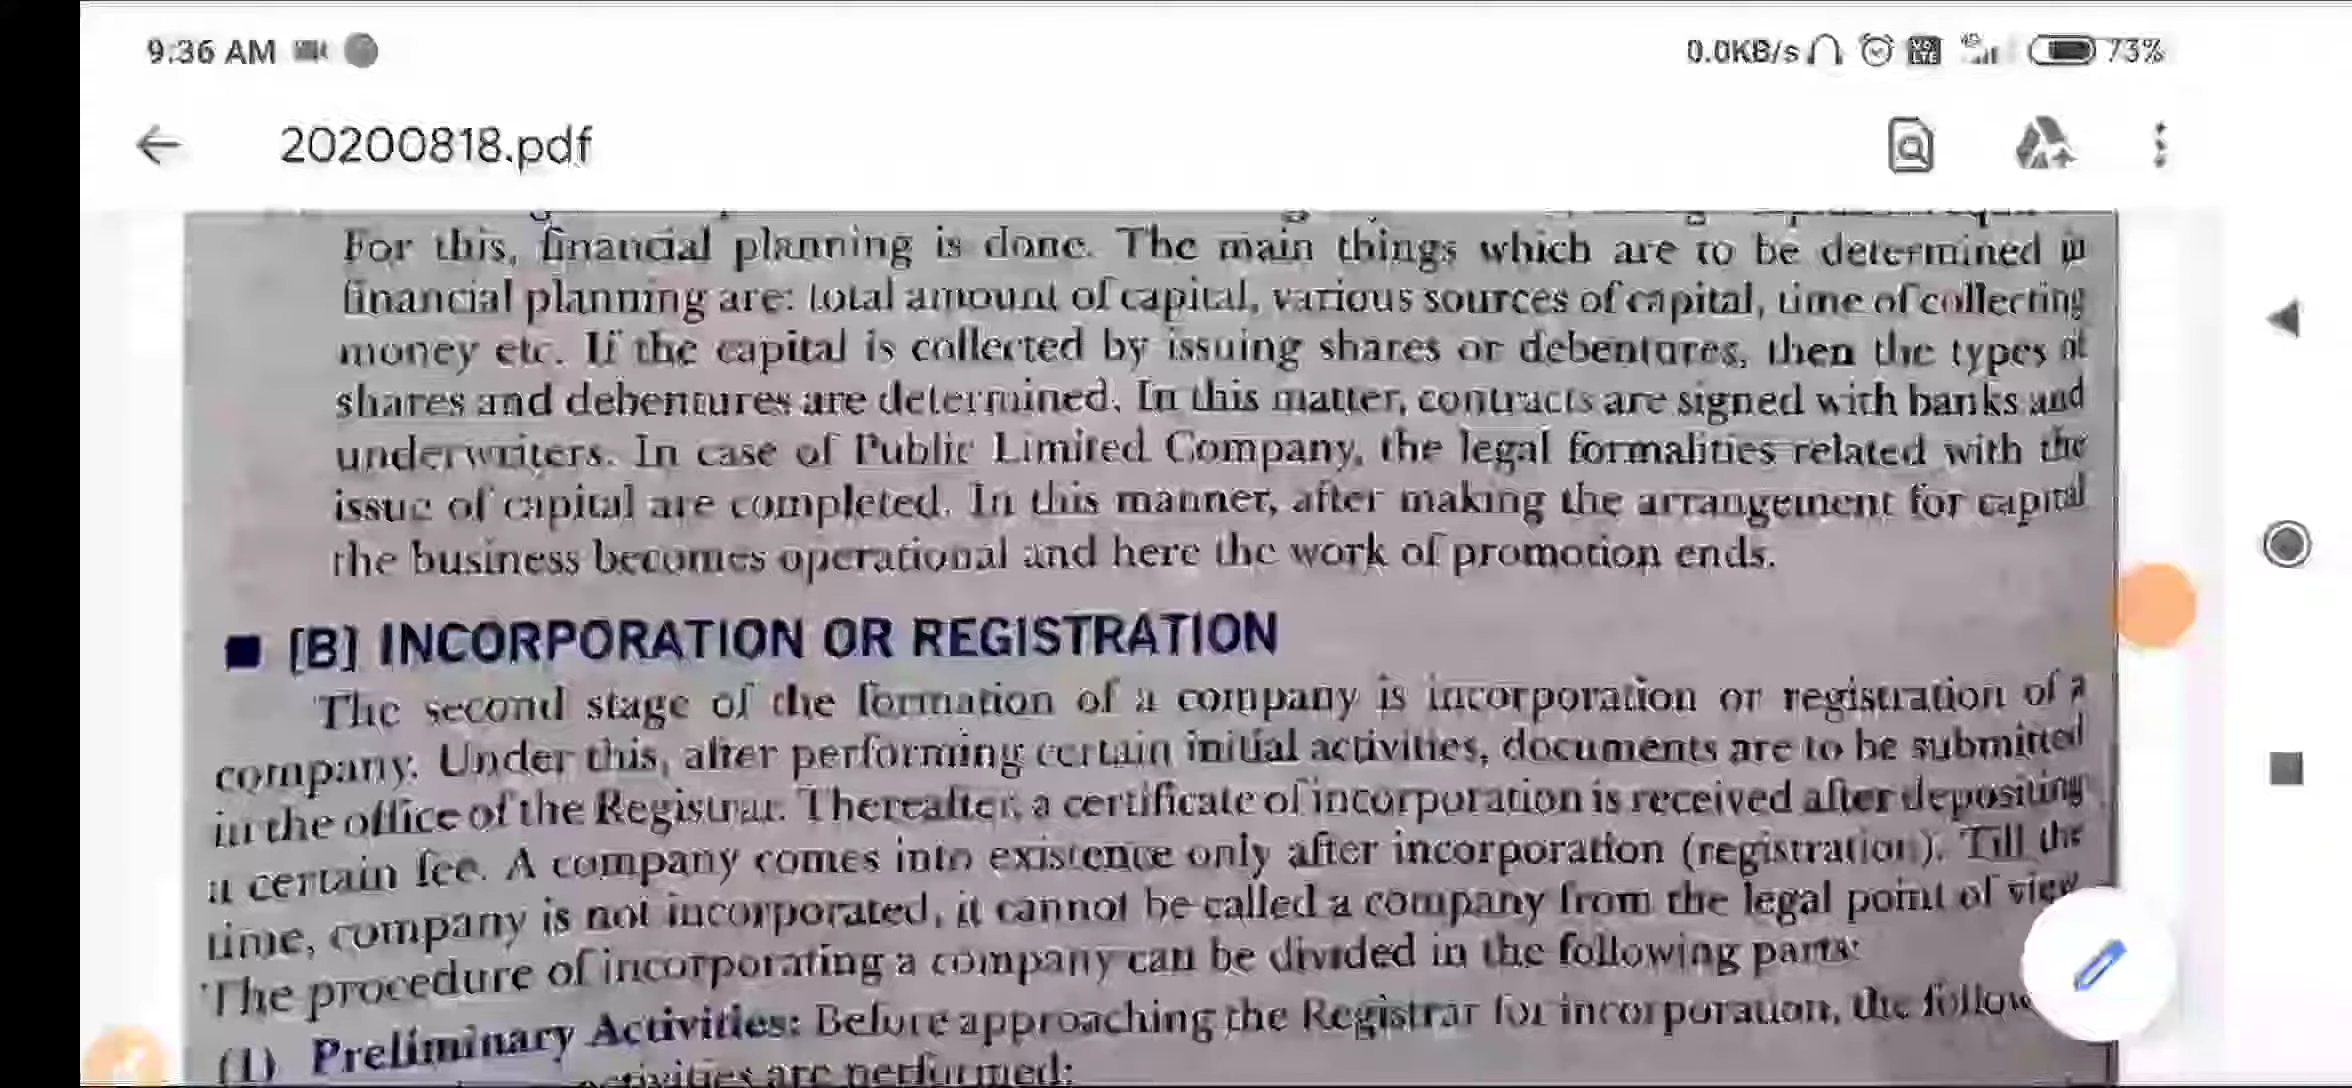 9:36 AM
0.0KB/s 73%
20200818.pdf
For this, financial planning is done. The main things which are to be determined in
financial planning are: total amount of capital, various sources of capital, time of collecting
money etc. If the capital is collected by issuing shares or debentures, then the types of
shares and debentures are determined. In this matter, contracts are signed with banks and
underwriters. In case of Public Limited Company, the legal formalities related with the
issue of capital are completed. In this manner, after making the arrangement for capital
the business becomes operational and here the work of promotion ends.
[B] INCORPORATION OR REGISTRATION
The second stage of the formation of a company is incorporation or registration of a
company. Under this, after performing certain initial activities, documents are to be submitted
in the office of the Registrar. Thereafter, a certificate of incorporation is received after depositing
a certain fee. A company comes into existence only after incorporation (registration). Till the
time, company is not incorporated, it cannot be called a company from the legal point of view
The procedure of incorporating a company can be divided in the following parts:
(1) Preliminary Activities: Before approaching the Registrar for incorporation, the follow
activities are performed: